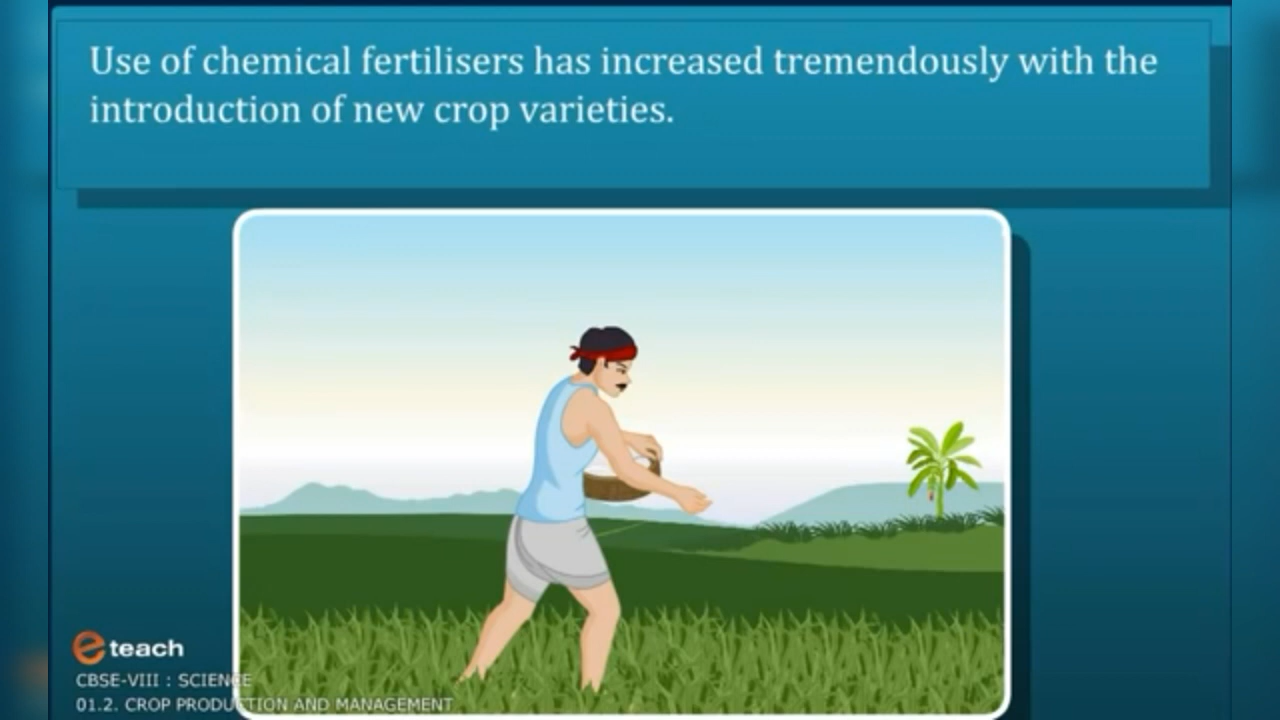 Use of chemical fertilisers has increased tremendously with the
introduction of new crop varieties.
e teach
CBSE-VIII : SCIENCE
01.2. CROP PRODUCTION AND MANAGEMENT